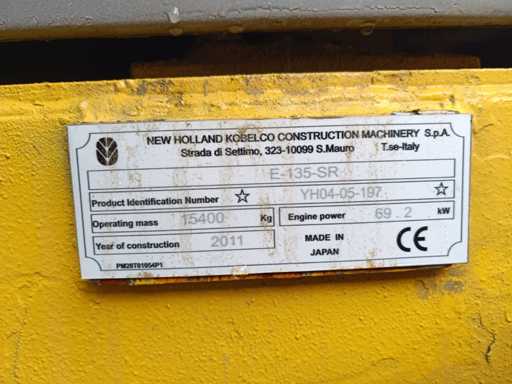 NEW HOLLAND KOBELCO CONSTRUCTION MACHINERY S.p.A.
Strada di Settimo, 323-10099 S.Mauro T.se-Italy
E-135-SR
Product Identification Number ☆ YH04-05-197 ☆
Operating mass 15400 Kg Engine power 69.2 kW
Year of construction 2011 MADE IN JAPAN CE
PM20T01054P1